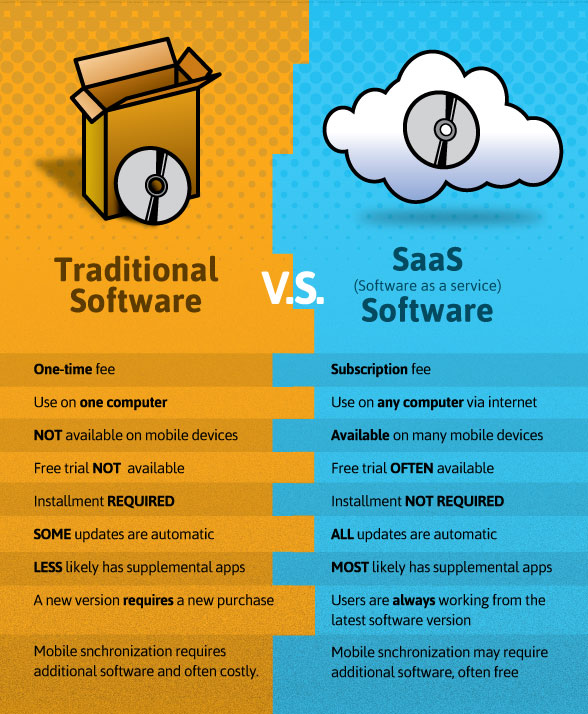 Traditional
Software
V.S.
SaaS
(Software as a service)
Software
One-time fee
Subscription fee
Use on one computer
Use on any computer via internet
NOT available on mobile devices
Available on many mobile devices
Free trial NOT available
Free trial OFTEN available
Installment REQUIRED
Installment NOT REQUIRED
SOME updates are automatic
ALL updates are automatic
LESS likely has supplemental apps
MOST likely has supplemental apps
A new version requires a new purchase
Users are always working from the
latest software version
Mobile snchronization requires
additional software and often costly.
Mobile snchronization may require
additional software, often free